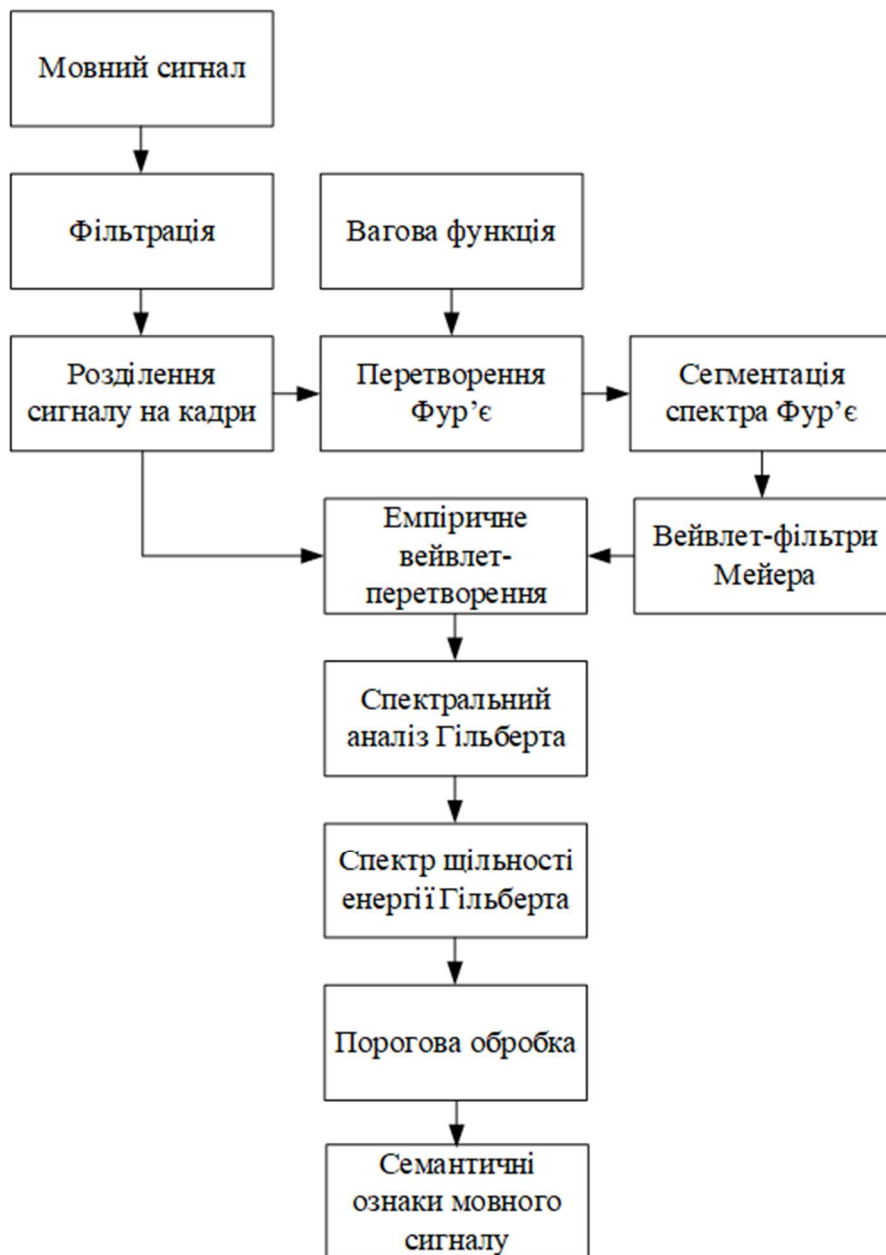 Мовний сигнал
Фільтрація
Вагова функція
Розділення
сигналу на кадри
Перетворення
Фур’є
Сегментація
спектра Фур’є
Емпіричне
вейвлет-
перетворення
Вейвлет-фільтри
Мейера
Спектральний
аналіз Гільберта
Спектр щільності
енергії Гільберта
Порогова обробка
Семантичні
ознаки мовного
сигналу